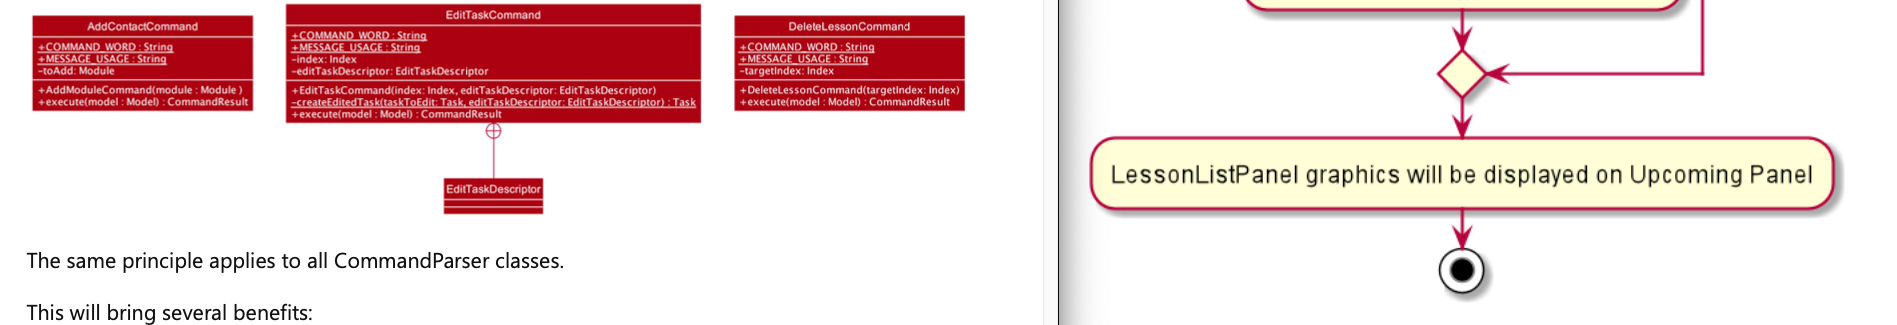 AddContactCommand
+COMMAND_WORD : String
+MESSAGE_USAGE : String
-toAdd: Module
+AddModuleCommand(module : Module )
+execute(model : Model) : CommandResult
EditTaskCommand
+COMMAND_WORD : String
+MESSAGE_USAGE : String
-index: Index
-editTaskDescriptor: EditTaskDescriptor
+EditTaskCommand(index: Index, editTaskDescriptor: EditTaskDescriptor)
-createEditedTask(taskToEdit: Task, editTaskDescriptor: EditTaskDescriptor) : Task
+execute(model : Model) : CommandResult
DeleteLessonCommand
+COMMAND_WORD : String
+MESSAGE_USAGE : String
-targetIndex: Index
+DeleteLessonCommand(targetIndex: Index)
+execute(model : Model) : CommandResult
EditTaskDescriptor
The same principle applies to all CommandParser classes.
This will bring several benefits:
LessonListPanel graphics will be displayed on Upcoming Panel